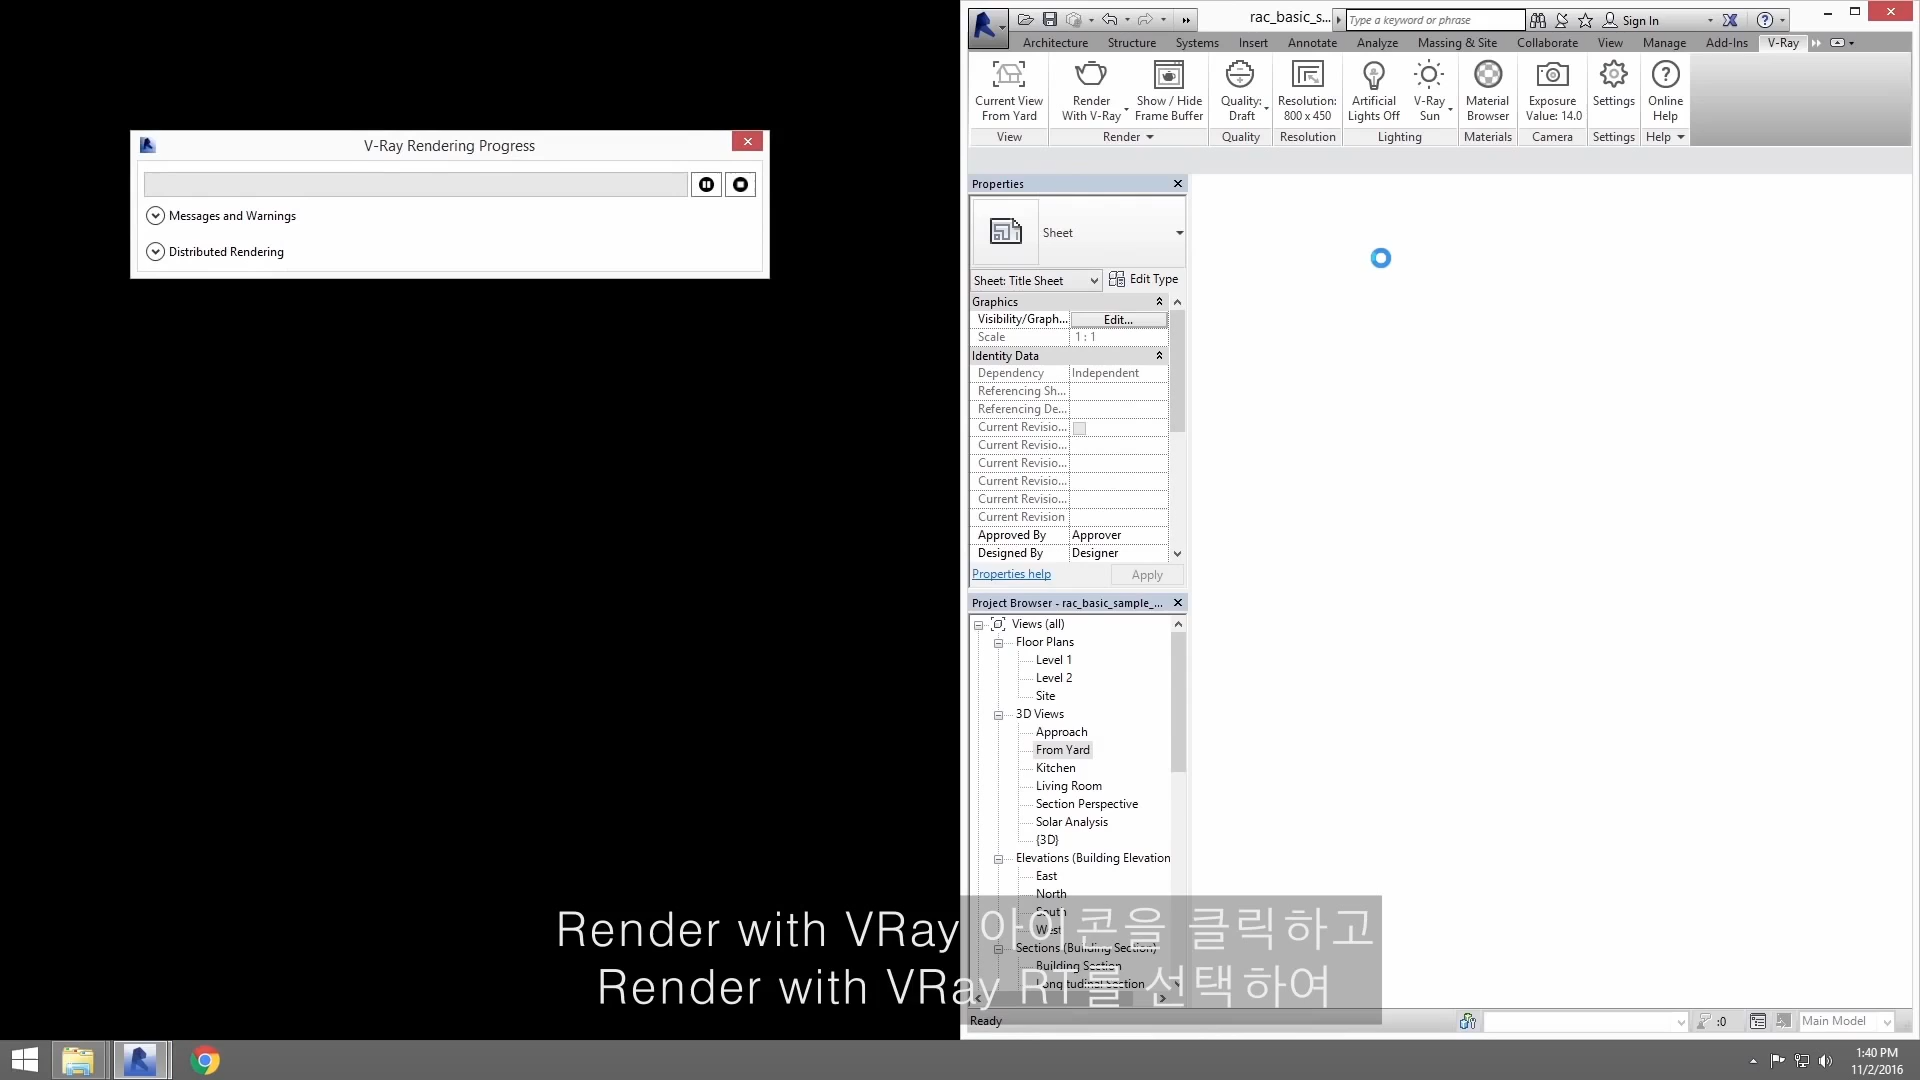 rac_basic_s...
Type a keyword or phrase
Sign In
Architecture
Structure
Systems
Insert
Annotate
Analyze
Massing & Site
Collaborate
View
Manage
Add-Ins
V-Ray
Current View
From Yard
Render
With V-Ray
Show / Hide
Frame Buffer
Quality:
Draft
Resolution:
800 x 450
Artificial
Lights Off
V-Ray
Sun
Material
Browser
Exposure
Value: 14.0
Settings
Online
Help
View
Render
Quality
Resolution
Lighting
Materials
Camera
Settings
Help
V-Ray Rendering Progress
Messages and Warnings
Distributed Rendering
Properties
Sheet
Sheet: Title Sheet
Edit Type
Graphics
Visibility/Graph...
Edit...
Scale
1 : 1
Identity Data
Dependency
Independent
Referencing Sh...
Referencing De...
Current Revisio...
Current Revisio...
Current Revisio...
Current Revisio...
Current Revisio...
Current Revision
Approved By
Approver
Designed By
Designer
Properties help
Apply
Project Browser - rac_basic_sample_...
Views (all)
Floor Plans
Level 1
Level 2
Site
3D Views
Approach
From Yard
Kitchen
Living Room
Section Perspective
Solar Analysis
{3D}
Elevations (Building Elevation
East
North
South
West
Sections (Building Section)
Building Section
Longitudinal Section
Render with VRay 아이콘을 클릭하고
Render with VRay RT를 선택하여
Ready
:0
Main Model
1:40 PM
11/2/2016